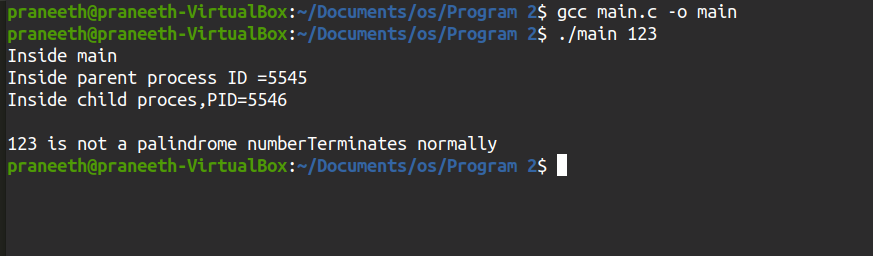 praneeth@praneeth-VirtualBox:~/Documents/os/Program 2$ gcc main.c -o main
praneeth@praneeth-VirtualBox:~/Documents/os/Program 2$ ./main 123
Inside main
Inside parent process ID =5545
Inside child proces,PID=5546
123 is not a palindrome numberTerminates normally
praneeth@praneeth-VirtualBox:~/Documents/os/Program 2$